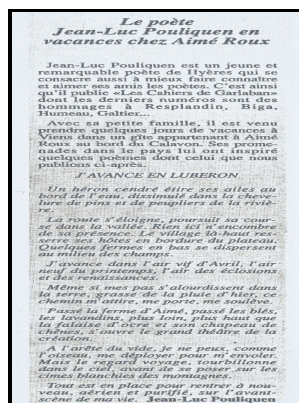 Le poète
Jean-Luc Pouliquen en
vacances chez Aimé Roux
Jean-Luc Pouliquen est un jeune et
remarquable poète de Hyères qui se
consacre aussi à mieux faire connaître
et aimer ses amis les poètes. C'est ainsi
qu'il public «Les Cahiers de Garlaban»
dont les derniers numéros sont des
hommages à Resplandin, Biga,
Humeau, Galtier...
Avec sa petite famille, il est venu
prendre quelques jours de vacances à
Viens dans un gîte appartenant à Aimé
Roux au bord du Calavon. Ses prome-
nades dans le pays lui ont inspiré
quelques poèmes dont celui que nous
publions ci-après.
J'AVANCE EN LUBERON
Un héron cendré étire ses ailes au
bord de l'eau, dissimulé dans la cheve-
lure de pins et de peupliers de la riviè-
re.
La route s'éloigne, poursuit sa cour-
se dans la vallée. Rien ici n'encombre
de sa présence. Le village là-haut res-
serre ses hôtes en bordure du plateau.
Quelques fermes en bas se dispersent
au milieu des champs.
J'avance dans l'air vif d'Avril, l'air
neuf du printemps, l'air des éclosions
et des renaissances.
Même si mes pas s'alourdissent dans
la terre, grasse de la pluie d'hier, ce
chemin m'attire, me porte, me soulève.
Passé la ferme d'Aimé, passé les blés,
les lavandins, plus loin, plus haut que
la falaise d'ocre et son chapeau de
chênes, s'ouvre le grand théâtre de la
création.
A l'arête du vide, je ne peux, comme
l'oiseau, me déployer pour m'envoler.
Mais le regard voyage, tourbillonne
dans le ciel, avant de se poser sur les
cimes blanchies des montagnes.
Tout est en place pour rentrer à nou-
veau, aérien et purifié, sur l'avant-
scène de ma vie. Jean-Luc Pouliquen